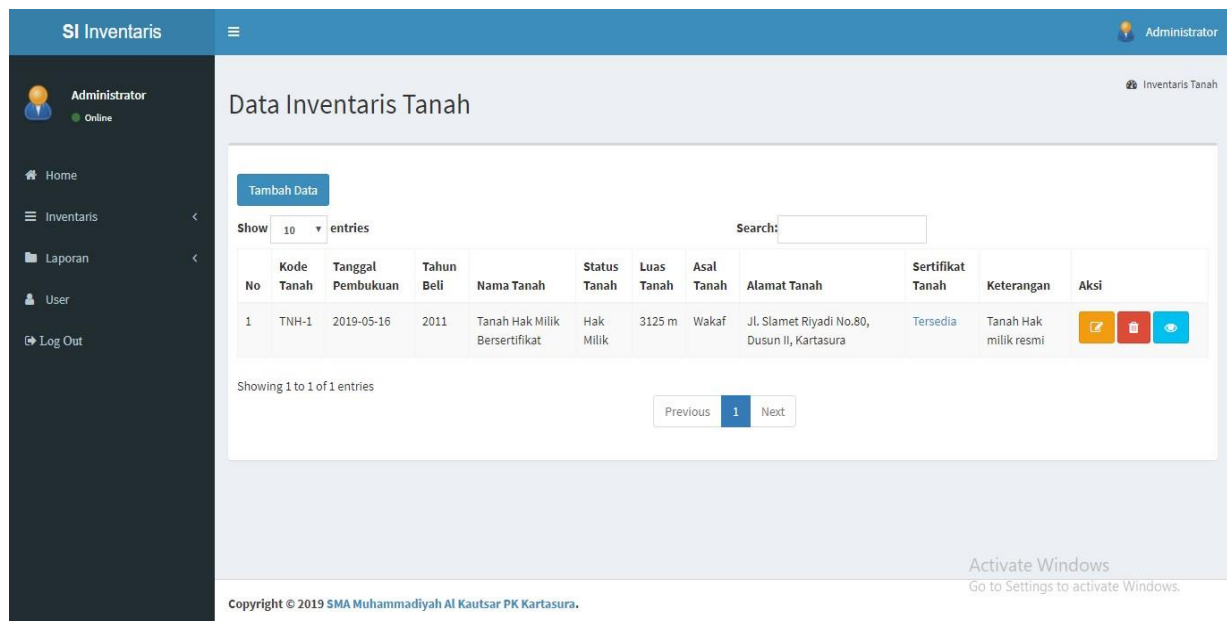 SI Inventaris
Administrator
Administrator
Online
Home
Inventaris
Laporan
User
Log Out
Inventaris Tanah
Data Inventaris Tanah
Tambah Data
Show 10 entries
Search:
No Kode Tanah Tanggal Pembukuan Tahun Beli Nama Tanah Status Tanah Luas Tanah Asal Tanah Alamat Tanah Sertifikat Tanah Keterangan Aksi
1 TNH-1 2019-05-16 2011 Tanah Hak Milik Bersertifikat Hak Milik 3125 m Wakaf Jl. Slamet Riyadi No.80, Dusun II, Kartasura Tersedia Tanah Hak milik resmi
Showing 1 to 1 of 1 entries
Previous 1 Next
Activate Windows
Go to Settings to activate Windows.
Copyright © 2019 SMA Muhammadiyah Al Kautsar PK Kartasura.